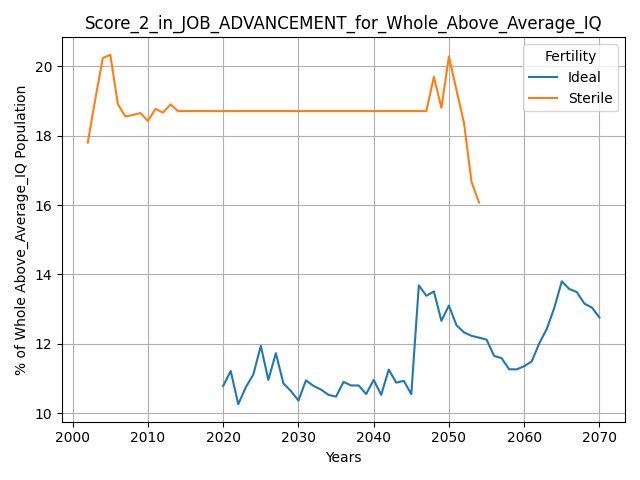 Score_2_in_JOB_ADVANCEMENT_for_Whole_Above_Average_IQ
% of Whole Above_Average_IQ Population
20
18
16
14
12
10
Fertility
Ideal
Sterile
2000 2010 2020 2030 2040 2050 2060 2070
Years